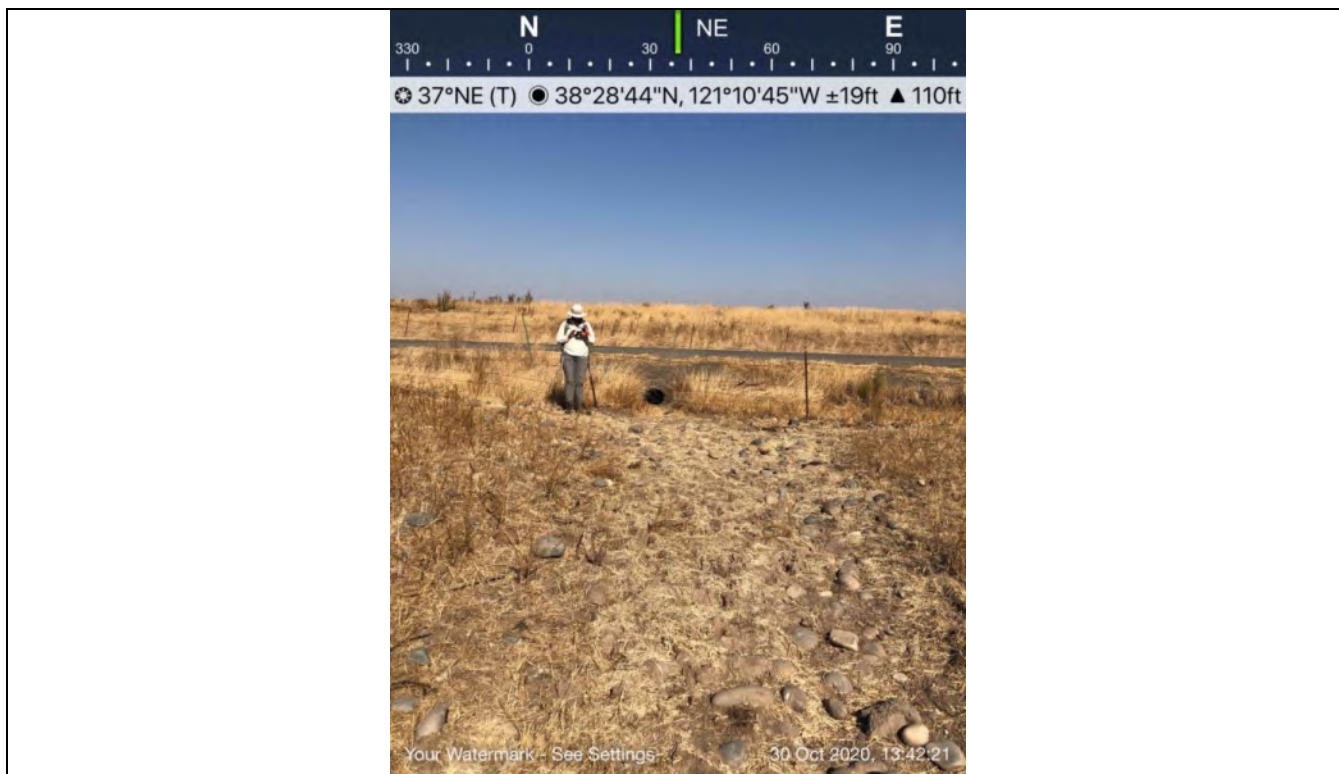 N NE E
330 0 30 60 90
37°NE (T) 38°28'44"N, 121°10'45"W ±19ft ▲ 110ft
Your Watermark - See Settings-... 30 Oct 2020, 13:42:21